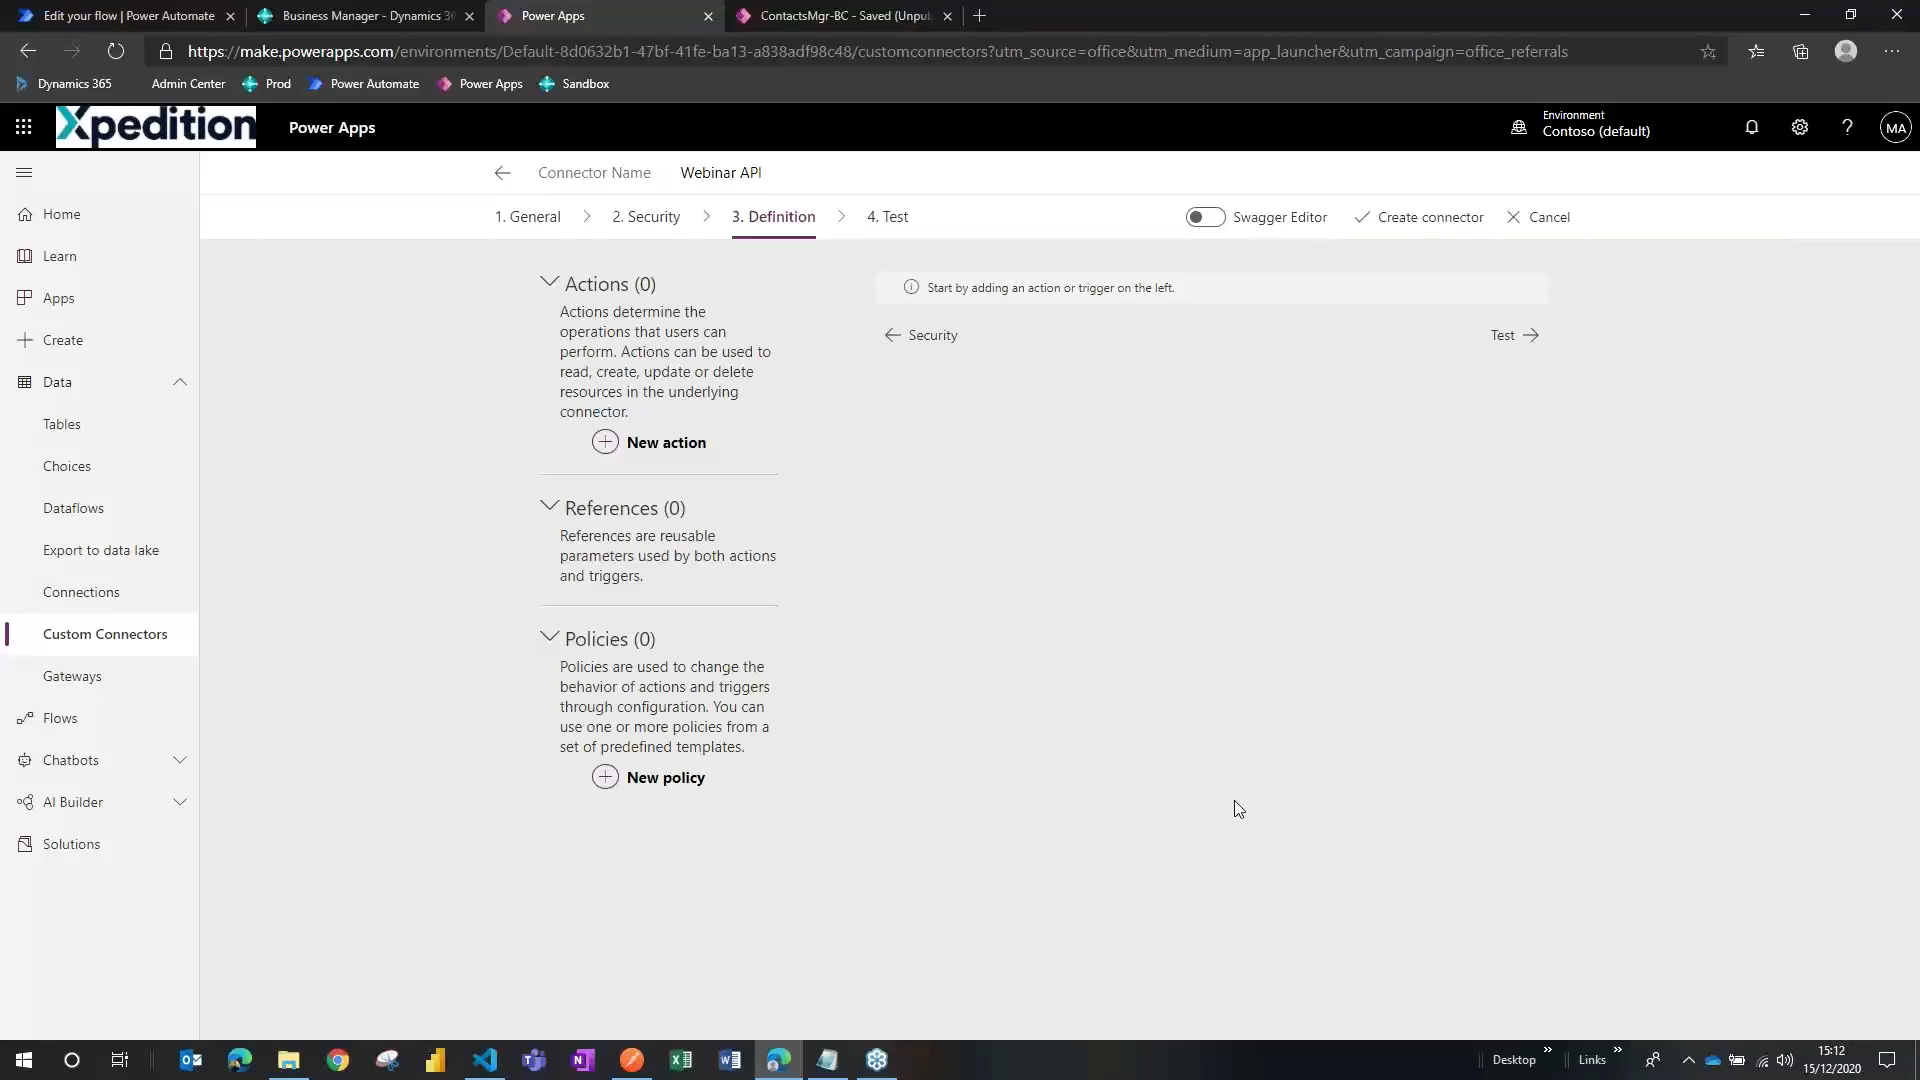 Edit your flow | Power Automate
Business Manager - Dynamics 36
Power Apps
ContactsMgr-BC - Saved (Unpu
https://make.powerapps.com/environments/Default-8d0632b1-47bf-41fe-ba13-a838adf98c48/customconnectors?utm_source=office&utm_medium=app_launcher&utm_campaign=office_referrals
Dynamics 365
Admin Center
Prod
Power Automate
Power Apps
Sandbox
Xpedition
Power Apps
Environment
Contoso (default)
?
MA
Connector Name
Webinar API
1. General
2. Security
3. Definition
4. Test
Swagger Editor
Create connector
Cancel
Home
Learn
Apps
Create
Data
Tables
Choices
Dataflows
Export to data lake
Connections
Custom Connectors
Gateways
Flows
Chatbots
AI Builder
Solutions
Actions (0)
Actions determine the
operations that users can
perform. Actions can be used to
read, create, update or delete
resources in the underlying
connector.
New action
References (0)
References are reusable
parameters used by both actions
and triggers.
Policies (0)
Policies are used to change the
behavior of actions and triggers
through configuration. You can
use one or more policies from a
set of predefined templates.
New policy
Start by adding an action or trigger on the left.
Security
Test
Desktop
Links
15:12
15/12/2020